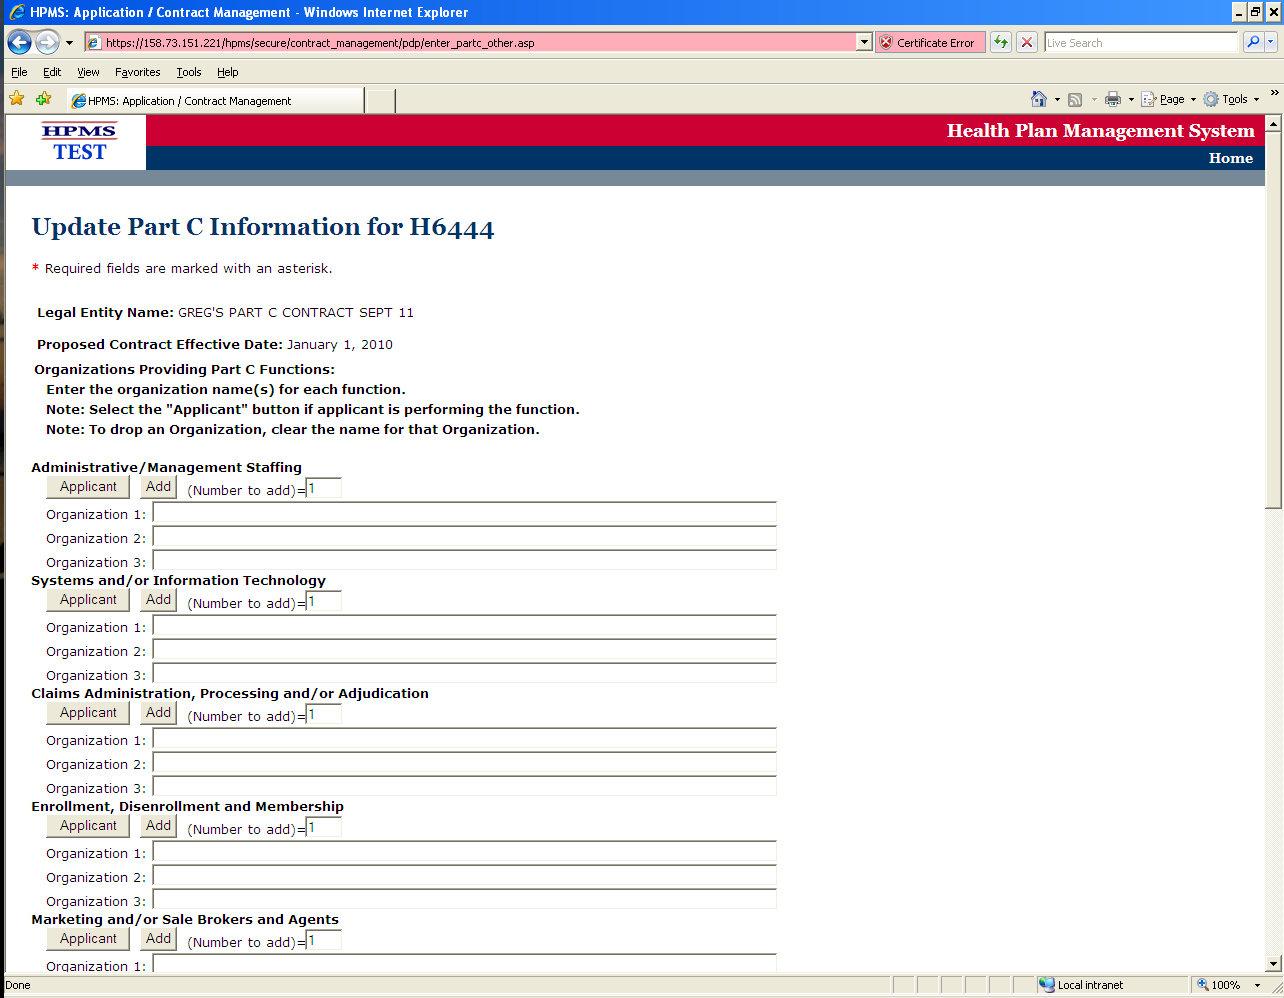 HPMS: Application / Contract Management - Windows Internet Explorer
https://158.73.151.221/hpms/secure/contract_management/pdp/enter_partc_other.asp Certificate Error Live Search
File Edit View Favorites Tools Help
HPMS: Application / Contract Management Page Tools »
HPMS
TEST
Health Plan Management System
Home
Update Part C Information for H6444
* Required fields are marked with an asterisk.
Legal Entity Name: GREG'S PART C CONTRACT SEPT 11
Proposed Contract Effective Date: January 1, 2010
Organizations Providing Part C Functions:
Enter the organization name(s) for each function.
Note: Select the "Applicant" button if applicant is performing the function.
Note: To drop an Organization, clear the name for that Organization.
Administrative/Management Staffing
Applicant Add (Number to add)=1
Organization 1:
Organization 2:
Organization 3:
Systems and/or Information Technology
Applicant Add (Number to add)=1
Organization 1:
Organization 2:
Organization 3:
Claims Administration, Processing and/or Adjudication
Applicant Add (Number to add)=1
Organization 1:
Organization 2:
Organization 3:
Enrollment, Disenrollment and Membership
Applicant Add (Number to add)=1
Organization 1:
Organization 2:
Organization 3:
Marketing and/or Sale Brokers and Agents
Applicant Add (Number to add)=1
Organization 1:
Done Local intranet 100%